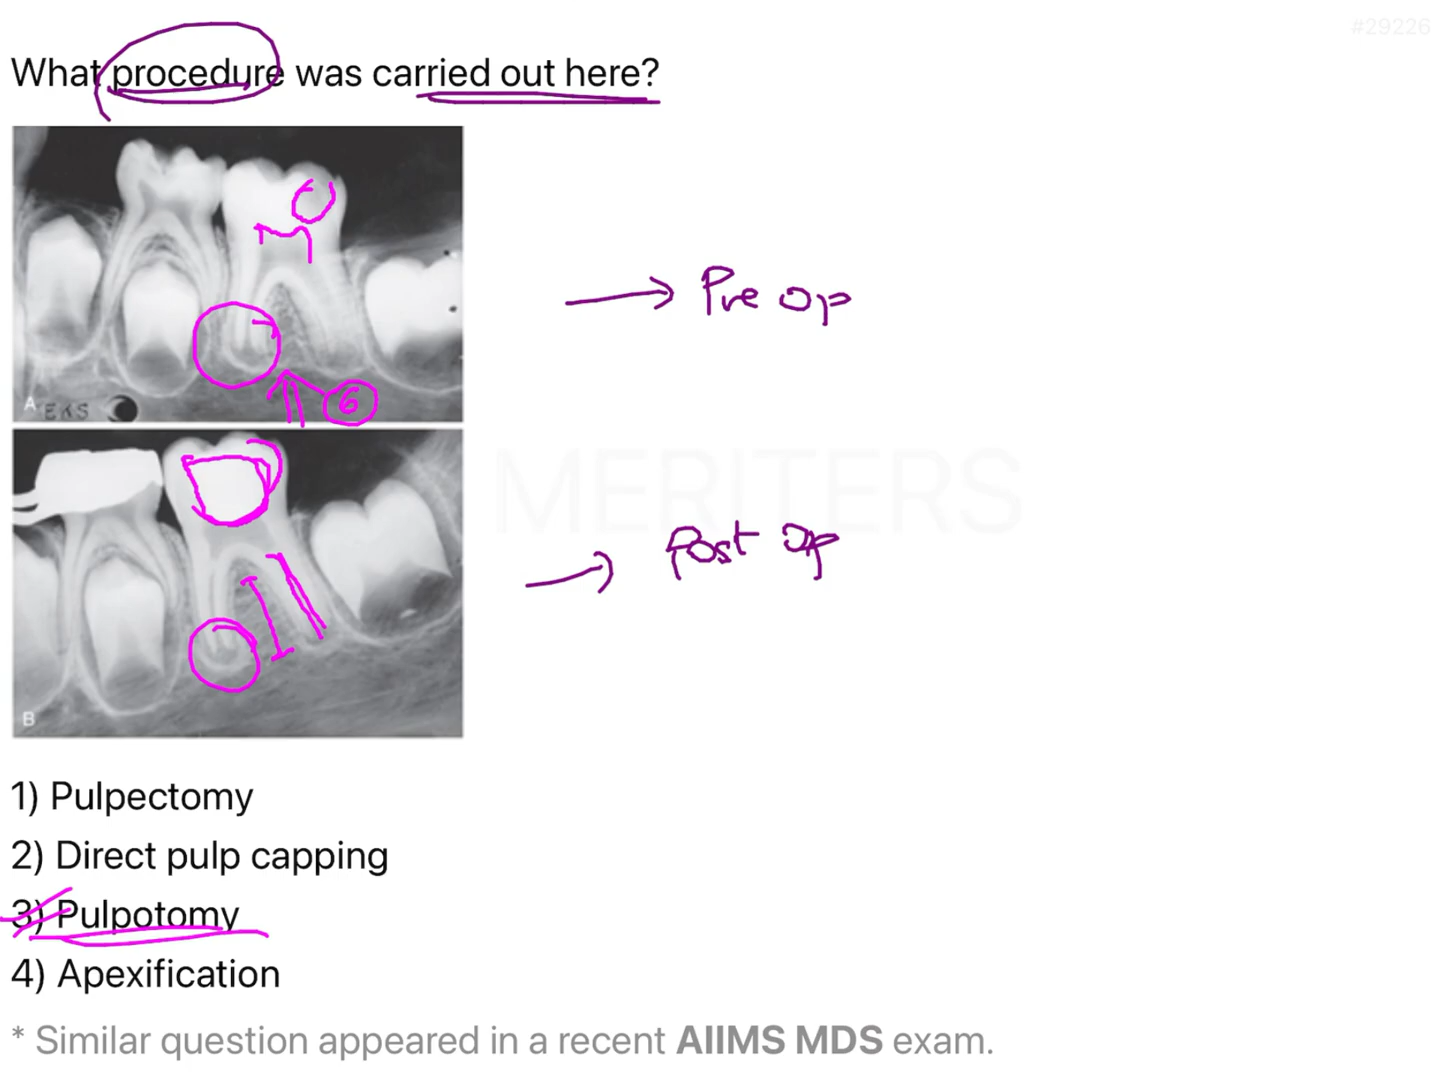 #29226
What procedure was carried out here?
Pre Op
6
A EKS
MERITERS
Post Op
B
1) Pulpectomy
2) Direct pulp capping
3) Pulpotomy
4) Apexification
* Similar question appeared in a recent AIIMS MDS exam.